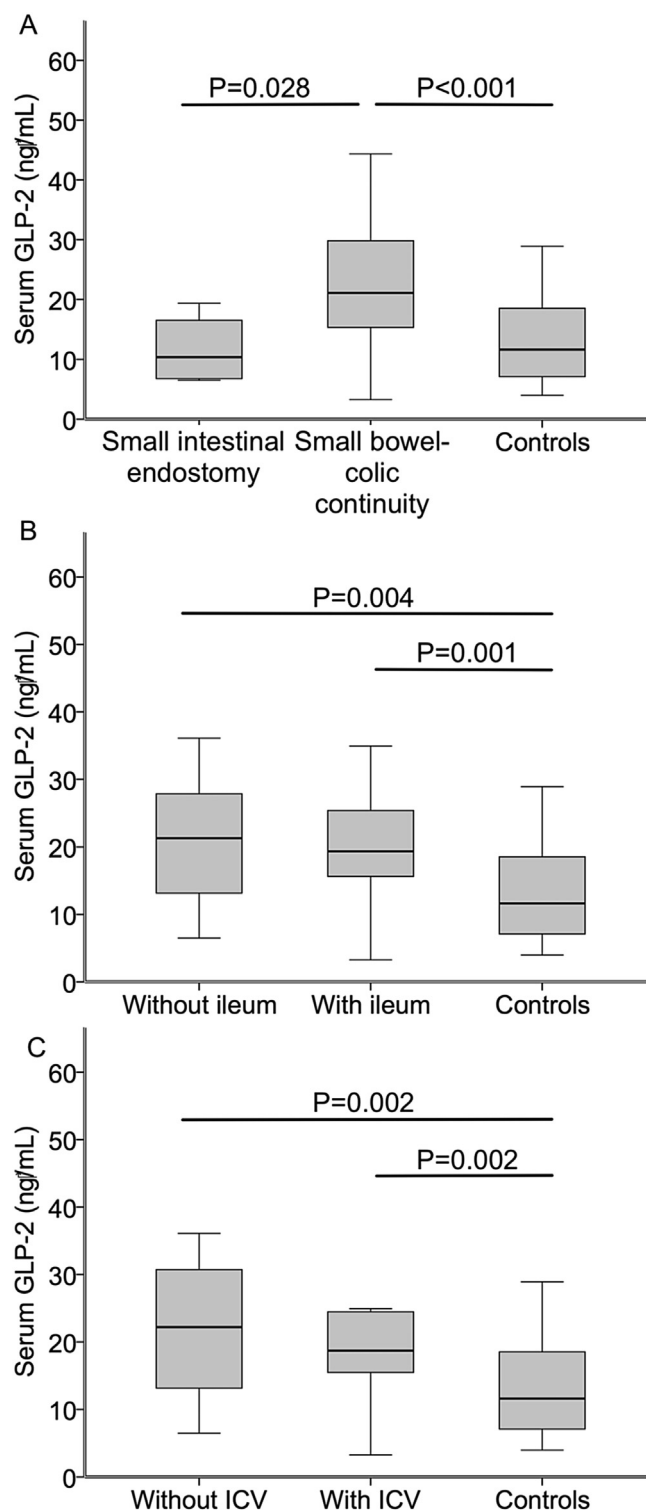 A
Serum GLP-2 (ng/mL)
60
50
40
30
20
10
0
P=0.028
P<0.001
Small intestinal
endostomy
Small bowel-
colic
continuity
Controls
B
Serum GLP-2 (ng/mL)
60
50
40
30
20
10
0
P=0.004
P=0.001
Without ileum
With ileum
Controls
C
Serum GLP-2 (ng/mL)
60
50
40
30
20
10
0
P=0.002
P=0.002
Without ICV
With ICV
Controls